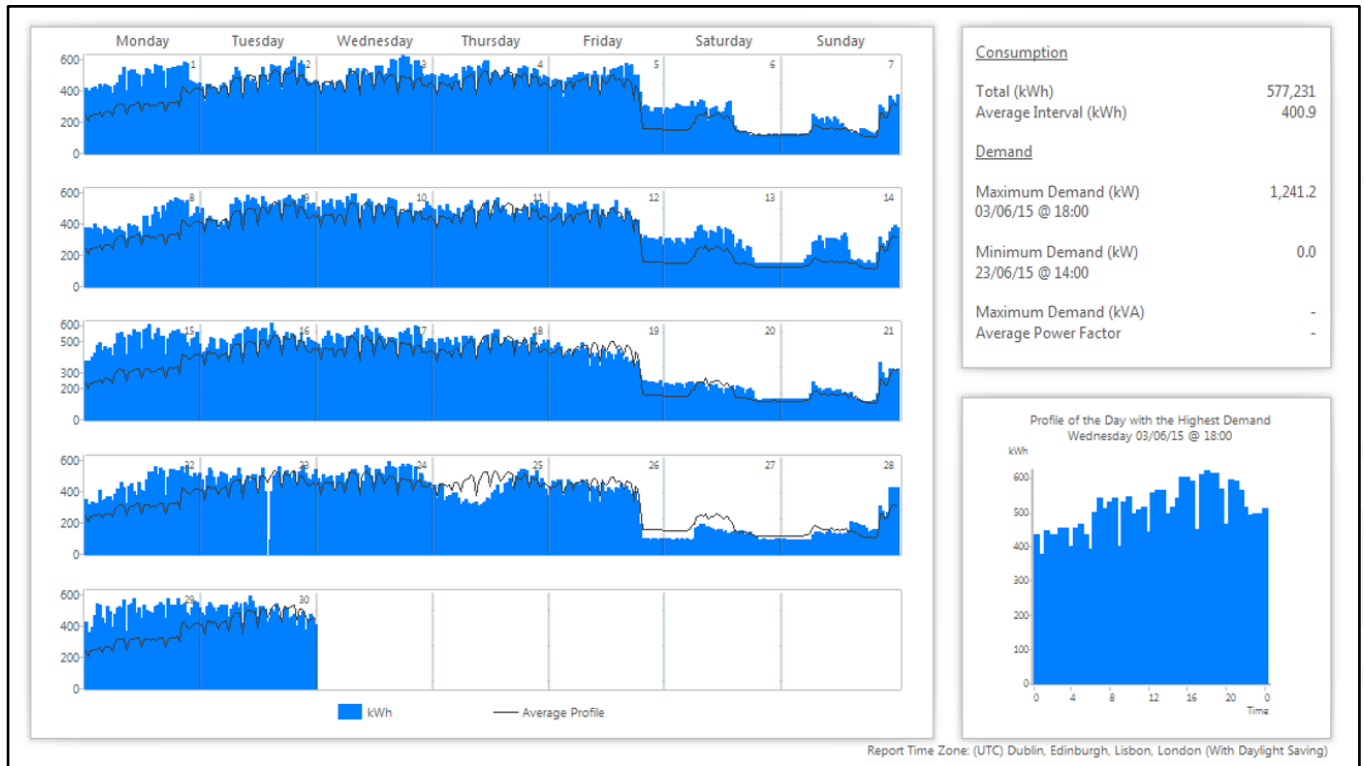 Monday Tuesday Wednesday Thursday Friday Saturday Sunday
600
400
200
0
1 2 3 4 5 6 7
600
400
200
0
8 9 10 11 12 13 14
600
500
300
200
0
15 16 17 18 19 20 21
600
400
200
0
22 23 24 25 26 27 28
600
400
200
0
29 30
kWh Average Profile
Consumption
Total (kWh) 577,231
Average Interval (kWh) 400.9
Demand
Maximum Demand (kW) 1,241.2
03/06/15 @ 18:00
Minimum Demand (kW) 0.0
23/06/15 @ 14:00
Maximum Demand (kVA) -
Average Power Factor -
Profile of the Day with the Highest Demand
Wednesday 03/06/15 @ 18:00
kWh
600
500
400
300
200
100
0
0 4 8 12 16 20 0
Time
Report Time Zone: (UTC) Dublin, Edinburgh, Lisbon, London (With Daylight Saving)